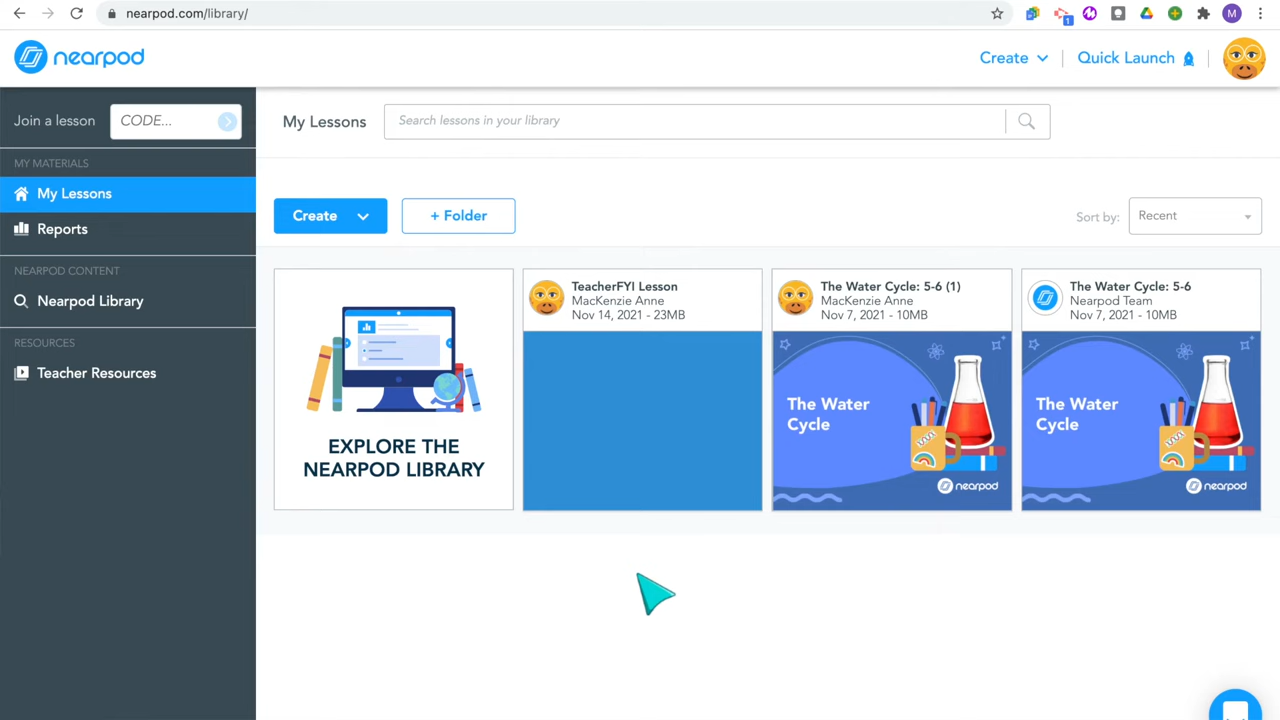 nearpod.com/library/
1
M
nearpod
Create
Quick Launch
Join a lesson
CODE...
My Lessons
Search lessons in your library
MY MATERIALS
My Lessons
Reports
NEARPOD CONTENT
Nearpod Library
RESOURCES
Teacher Resources
Create
+ Folder
Sort by:
Recent
EXPLORE THE
NEARPOD LIBRARY
TeacherFYI Lesson
MacKenzie Anne
Nov 14, 2021 - 23MB
The Water Cycle: 5-6 (1)
MacKenzie Anne
Nov 7, 2021 - 10MB
The Water
Cycle
nearpod
The Water Cycle: 5-6
Nearpod Team
Nov 7, 2021 - 10MB
The Water
Cycle
nearpod